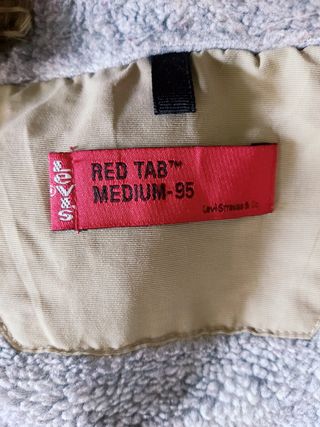 LEVI'S
RED TAB™
MEDIUM-95
Levi Strauss & Co.